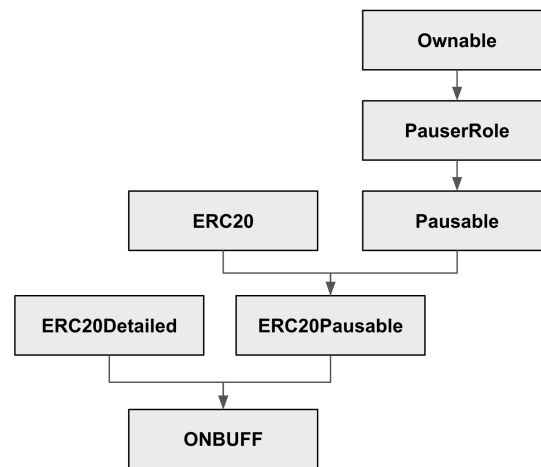 Ownable
PauserRole
ERC20
Pausable
ERC20Detailed
ERC20Pausable
ONBUFF